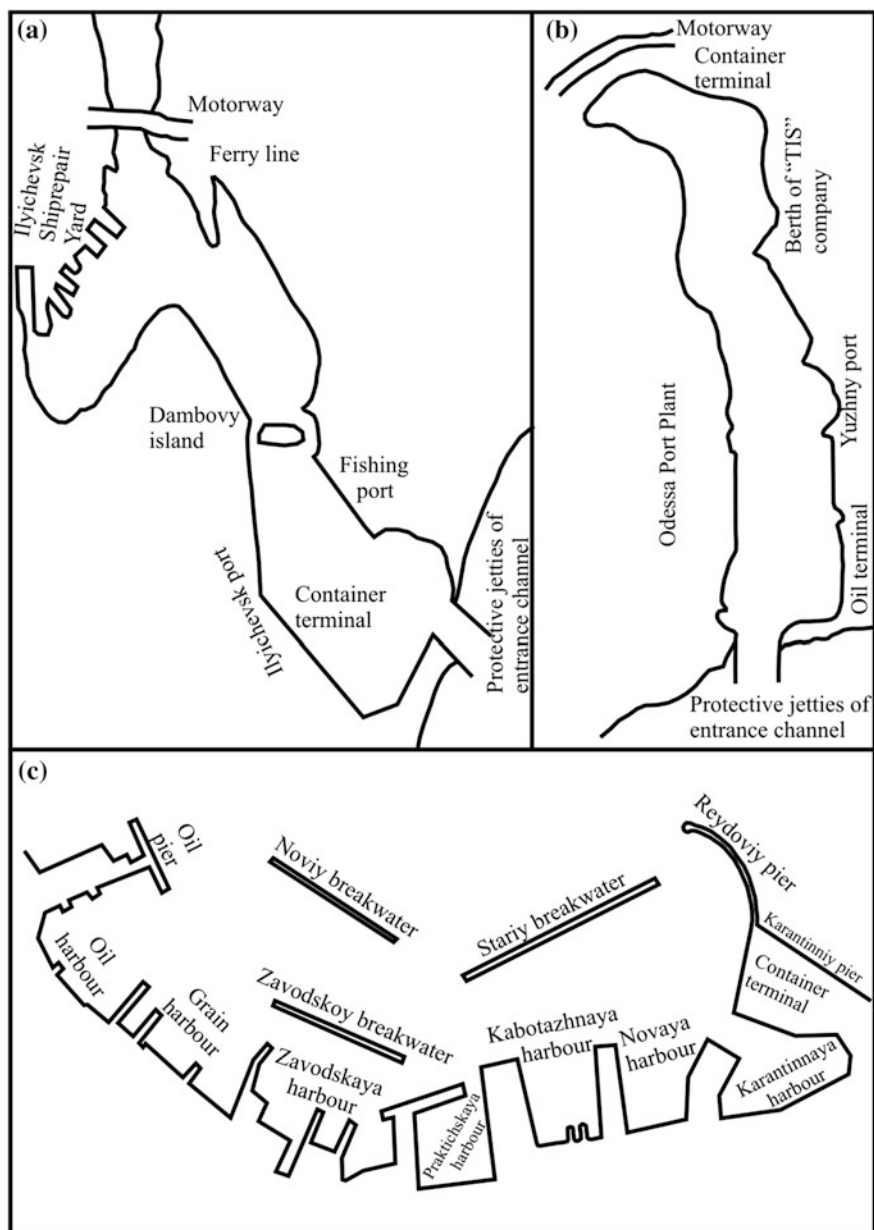 (a)
Motorway
Ferry line
Ilyichevsk
Shiprepair
Yard
Dambovy
island
Fishing
port
Ilyichevsk port
Container
terminal
Protective jetties of
entrance channel
(b)
Motorway
Container
terminal
Berth of “TIS”
company
Yuzhny port
Odessa Port Plant
Oil terminal
Protective jetties of
entrance channel
(c)
Oil
pier
Noviy breakwater
Stariy breakwater
Reydoviy pier
Karantinniy pier
Container
terminal
Oil
harbour
Grain
harbour
Zavodskoy breakwater
Zavodskaya
harbour
Praktichskaya
harbour
Kabotazhnaya
harbour
Novaya
harbour
Karantinnaya
harbour